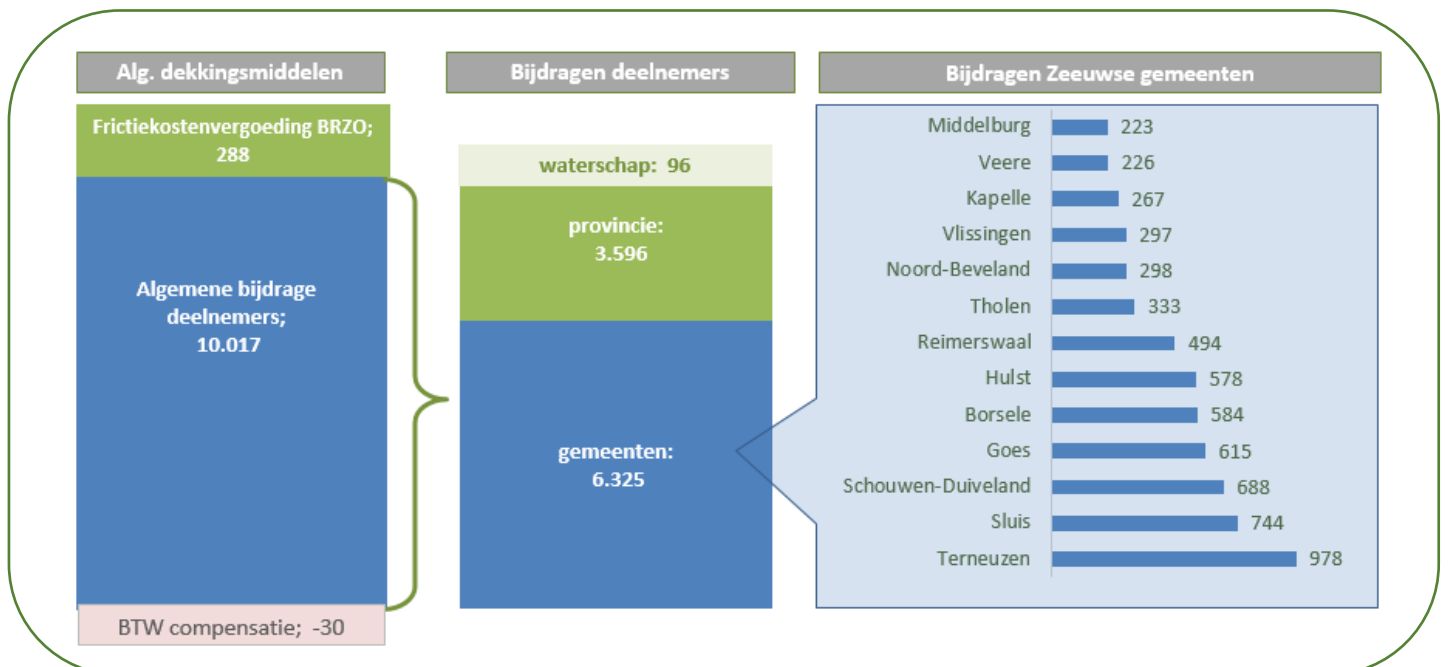 Alg. dekkingsmiddelen
Frictiekostenvergoeding BRZO;
288
Algemene bijdrage
deelnemers;
10.017
BTW compensatie; -30
Bijdragen deelnemers
waterschap: 96
provincie:
3.596
gemeenten:
6.325
Bijdragen Zeeuwse gemeenten
Middelburg 223
Veere 226
Kapelle 267
Vlissingen 297
Noord-Beveland 298
Tholen 333
Reimerswaal 494
Hulst 578
Borsele 584
Goes 615
Schouwen-Duiveland 688
Sluis 744
Terneuzen 978